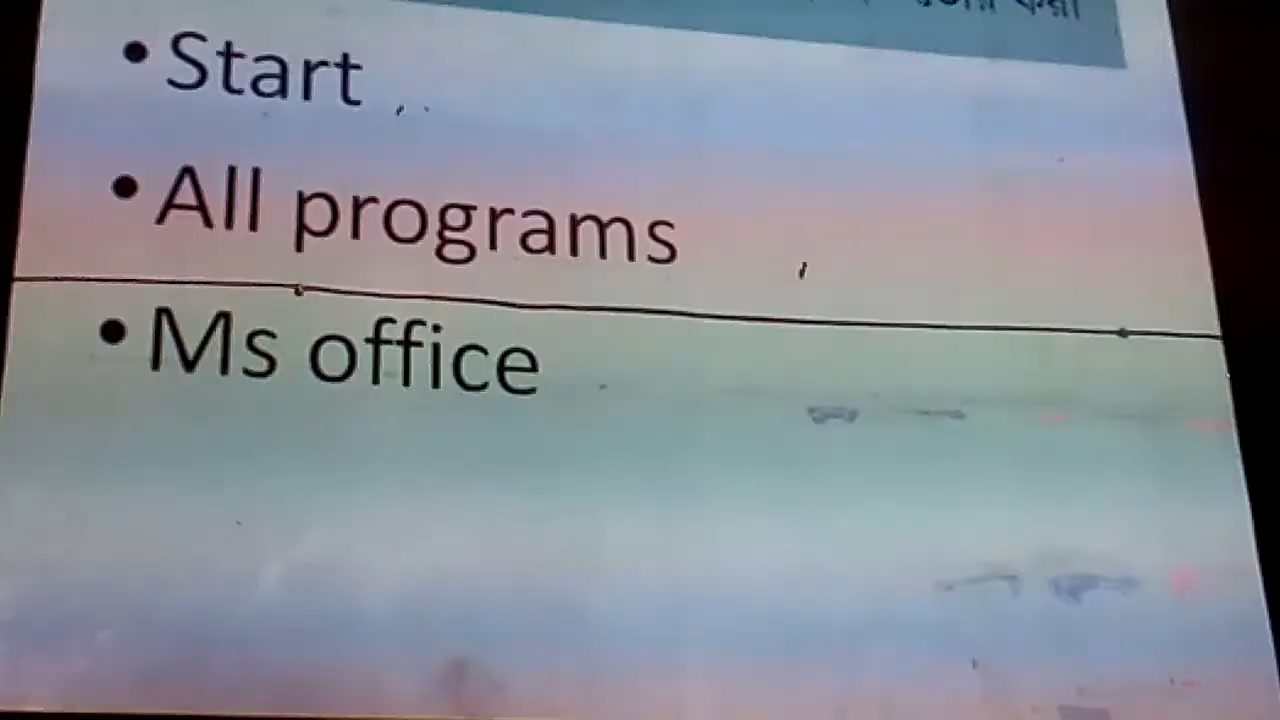 • Start
• All programs
• Ms office